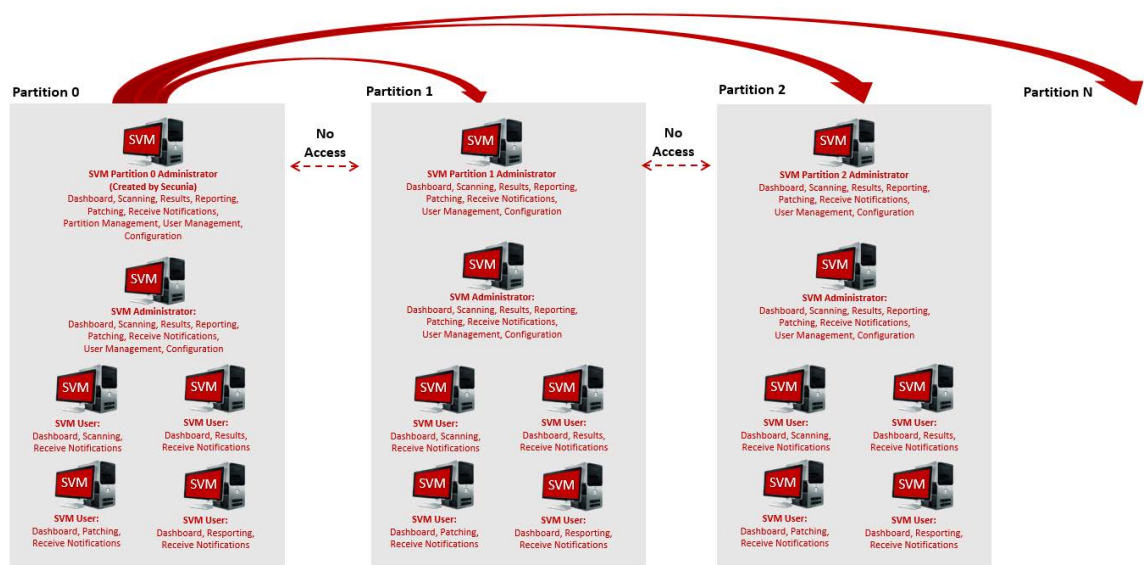 Partition 0
SVM
SVM Partition 0 Administrator
(Created by Secunia)
Dashboard, Scanning, Results, Reporting,
Patching, Receive Notifications,
Partition Management, User Management,
Configuration
SVM
SVM Administrator:
Dashboard, Scanning, Results, Reporting,
Patching, Receive Notifications,
User Management, Configuration
SVM
SVM User:
Dashboard, Scanning,
Receive Notifications
SVM
SVM User:
Dashboard, Results,
Receive Notifications
SVM
SVM User:
Dashboard, Patching,
Receive Notifications
SVM
SVM User:
Dashboard, Resporting,
Receive Notifications
No
Access
Partition 1
SVM
SVM Partition 1 Administrator
Dashboard, Scanning, Results, Reporting,
Patching, Receive Notifications,
User Management, Configuration
SVM
SVM Administrator:
Dashboard, Scanning, Results, Reporting,
Patching, Receive Notifications,
User Management, Configuration
SVM
SVM User:
Dashboard, Scanning,
Receive Notifications
SVM
SVM User:
Dashboard, Results,
Receive Notifications
SVM
SVM User:
Dashboard, Patching,
Receive Notifications
SVM
SVM User:
Dashboard, Resporting,
Receive Notifications
No
Access
Partition 2
SVM
SVM Partition 2 Administrator
Dashboard, Scanning, Results, Reporting,
Patching, Receive Notifications,
User Management, Configuration
SVM
SVM Administrator:
Dashboard, Scanning, Results, Reporting,
Patching, Receive Notifications,
User Management, Configuration
SVM
SVM User:
Dashboard, Scanning,
Receive Notifications
SVM
SVM User:
Dashboard, Results,
Receive Notifications
SVM
SVM User:
Dashboard, Patching,
Receive Notifications
SVM
SVM User:
Dashboard, Resporting,
Receive Notifications
Partition N